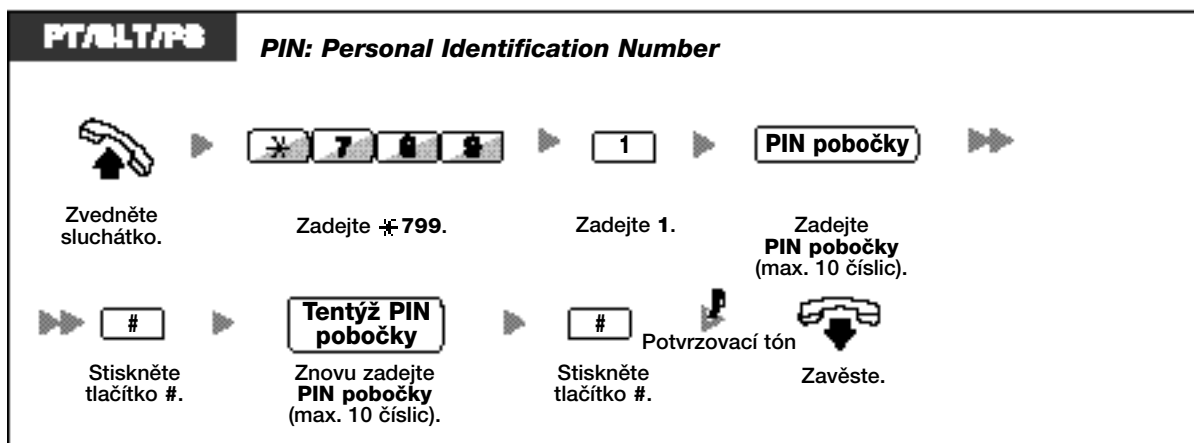 PT/SLT/PS
PIN: Personal Identification Number
1
PIN pobočky
Zvedněte
sluchátko.
Zadejte ✳799.
Zadejte 1.
Zadejte
PIN pobočky
(max. 10 číslic).
#
Tentýž PIN
pobočky
#
Potvrzovací tón
Stiskněte
tlačítko #.
Znovu zadejte
PIN pobočky
(max. 10 číslic).
Stiskněte
tlačítko #.
Zavěste.